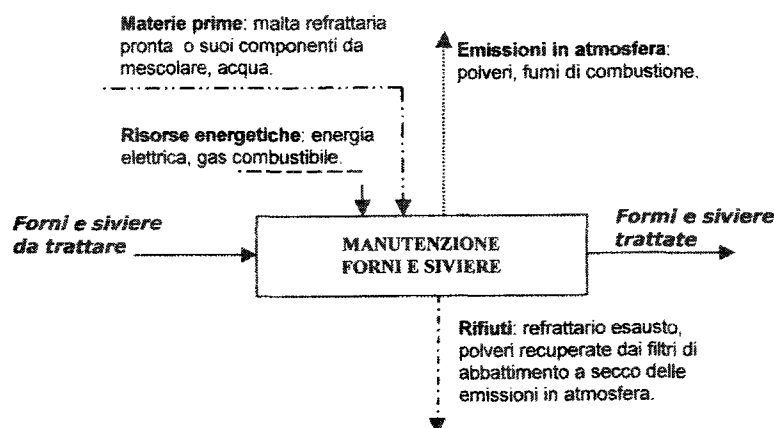 Materie prime: malta refrattaria
pronta o suoi componenti da
mescolare, acqua.
Emissioni in atmosfera:
polveri, fumi di combustione.
Risorse energetiche: energia
elettrica, gas combustibile.
Forni e siviere
da trattare
MANUTENZIONE
FORNI E SIVIERE
Formi e siviere
trattate
Rifiuti: refrattario esausto,
polveri recuperate dai filtri di
abbattimento a secco delle
emissioni in atmosfera.